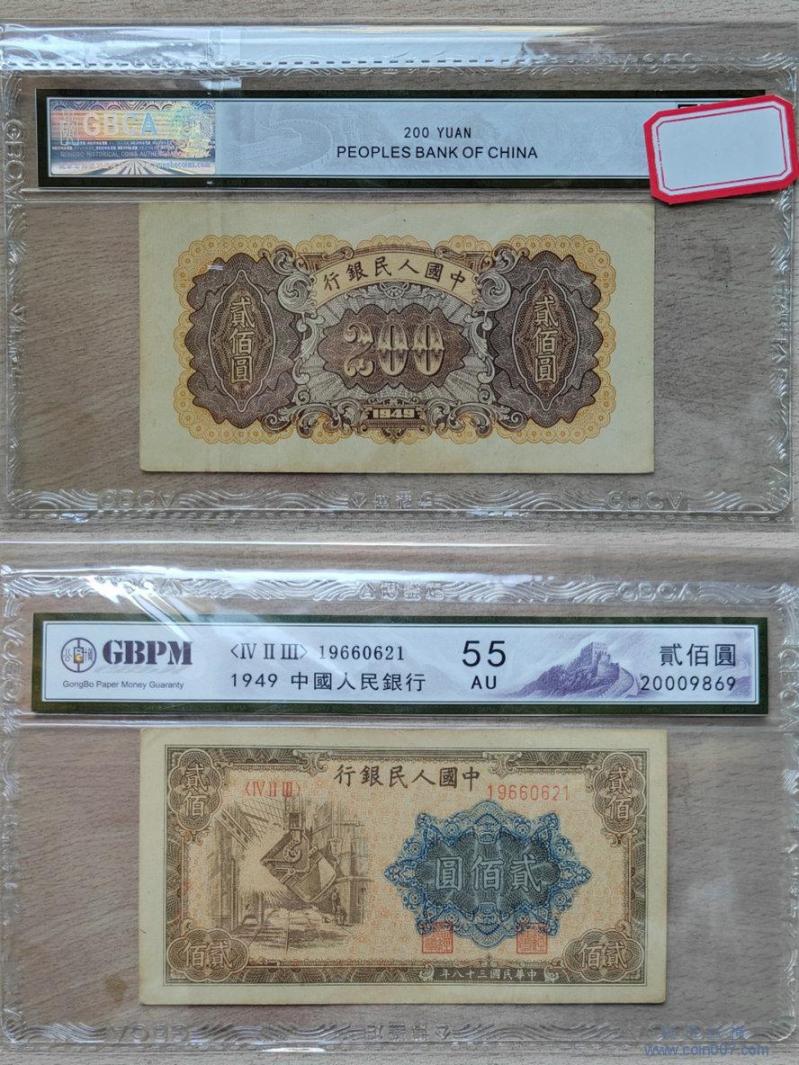 GBCA
200 YUAN
PEOPLES BANK OF CHINA
行銀民人國中
貳佰圓
200
貳佰圓
1949
GBCA
GBCA
GBCA
GBPM
GongBo Paper Money Guaranty
〈IV II III〉 19660621
1949 中國人民銀行
55
AU
貳佰圓
20009869
行銀民人國中
貳佰
〈IV II III〉
19660621
貳佰
圓佰貳
佰貳
佰貳
年八十三國民華中
www.coin007.com